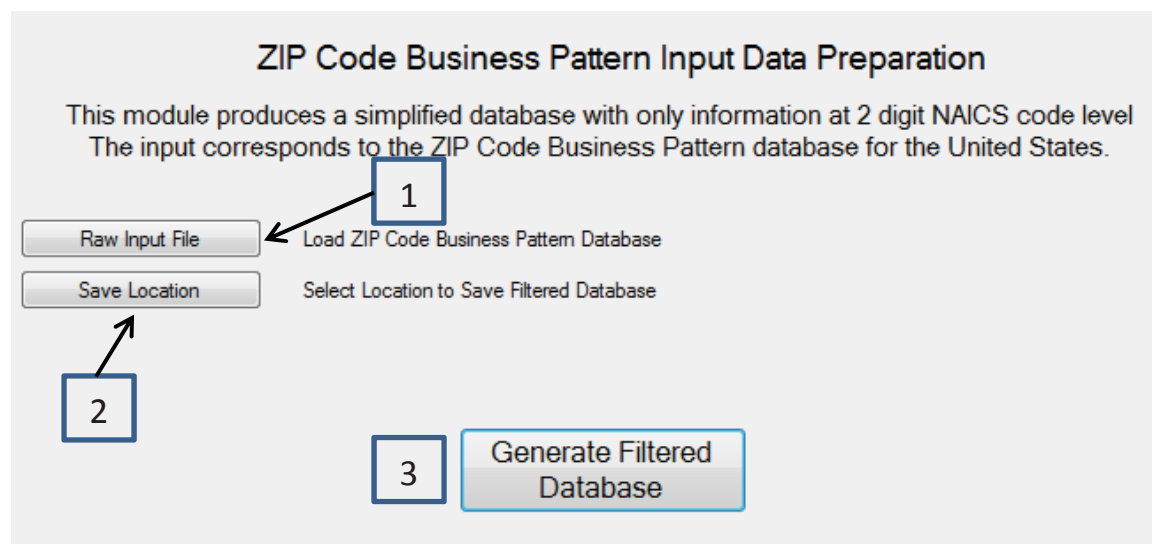 ZIP Code Business Pattern Input Data Preparation
This module produces a simplified database with only information at 2 digit NAICS code level
The input corresponds to the ZIP Code Business Pattern database for the United States.
1
Raw Input File Load ZIP Code Business Pattern Database
Save Location Select Location to Save Filtered Database
2
3
Generate Filtered
Database